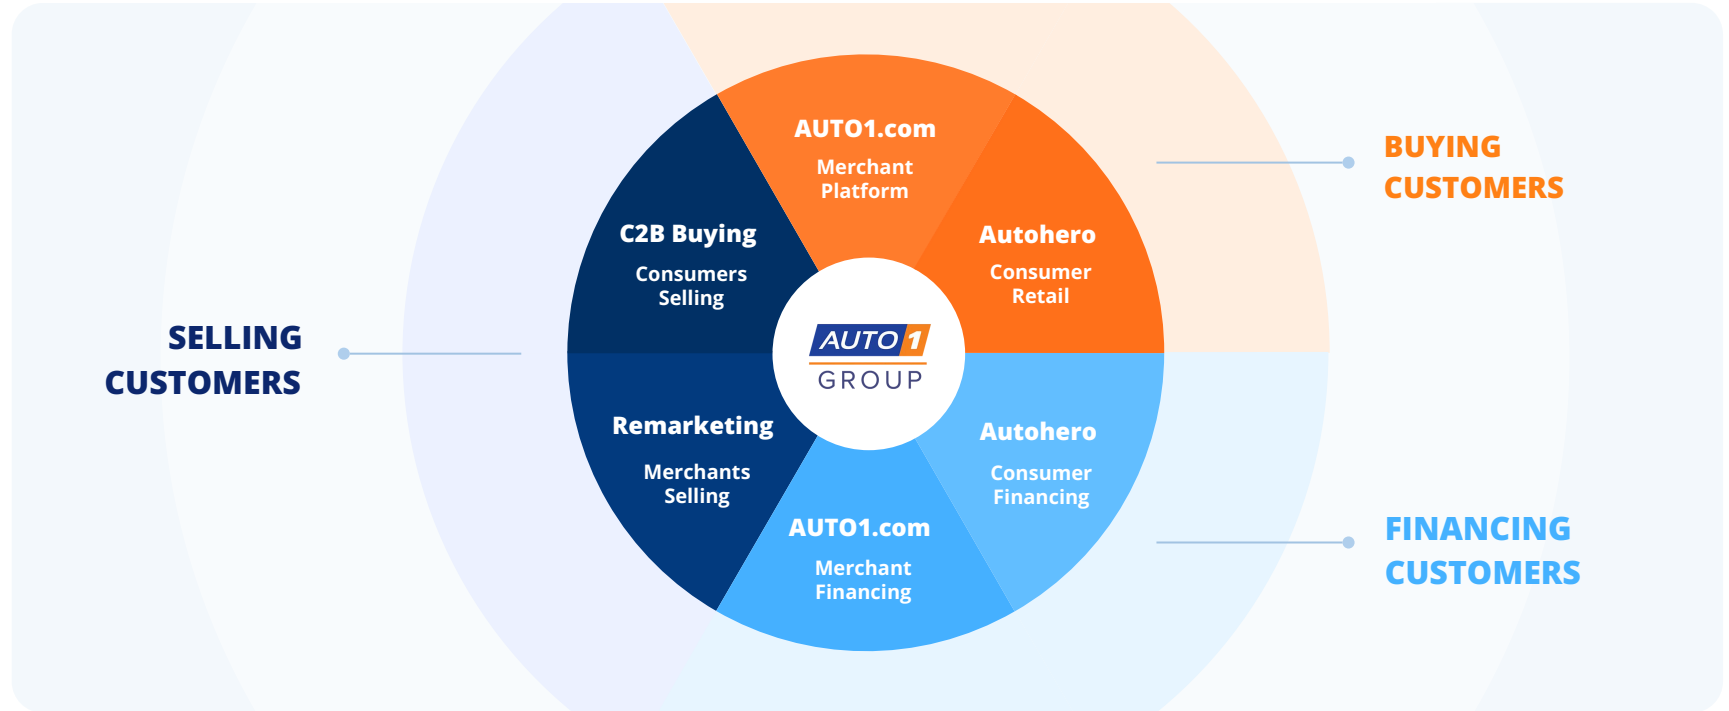 AUTO1.com
Merchant
Platform
Autohero
Consumer
Retail
BUYING
CUSTOMERS
C2B Buying
Consumers
Selling
SELLING
CUSTOMERS
AUTO1
GROUP
Remarketing
Merchants
Selling
AUTO1.com
Merchant
Financing
Autohero
Consumer
Financing
FINANCING
CUSTOMERS